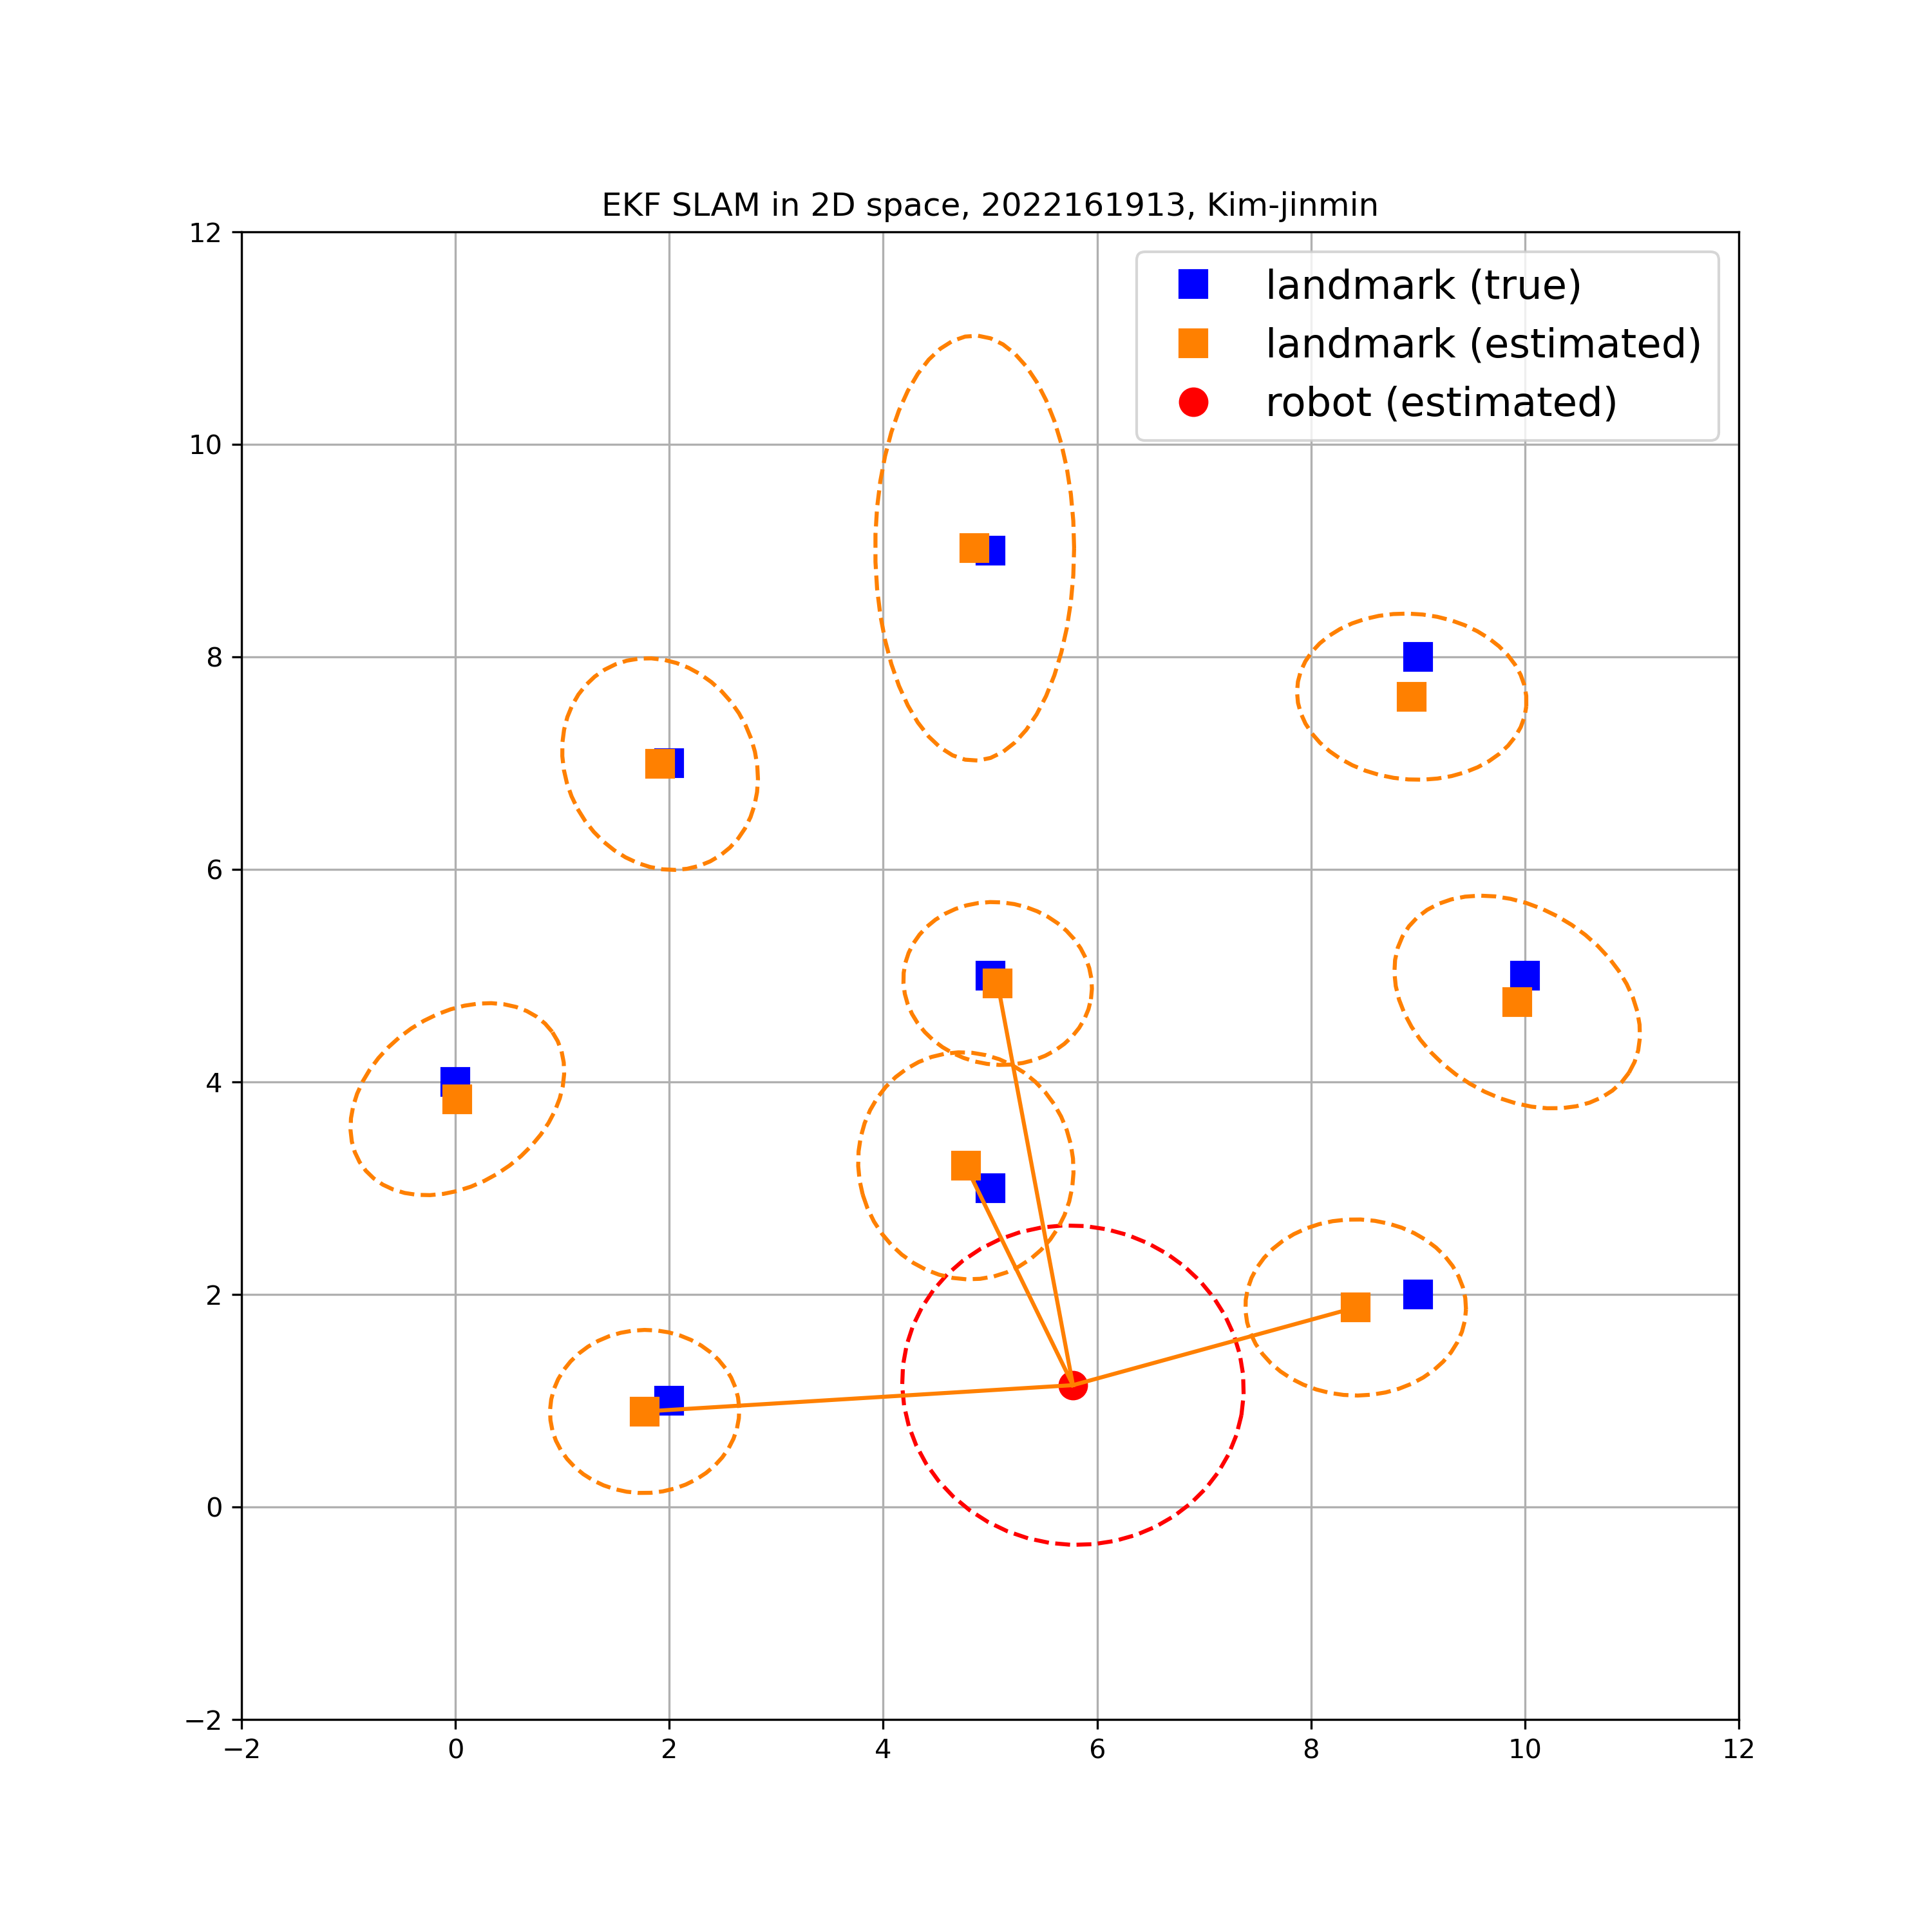 EKF SLAM in 2D space, 2022161913, Kim-jinmin
landmark (true)
landmark (estimated)
robot (estimated)
12
10
8
6
4
2
0
−2
−2 0 2 4 6 8 10 12